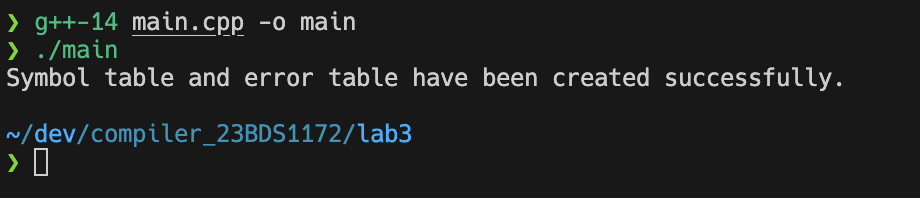 ❯ g++-14 main.cpp -o main
❯ ./main
Symbol table and error table have been created successfully.
~/dev/compiler_23BDS1172/lab3
❯